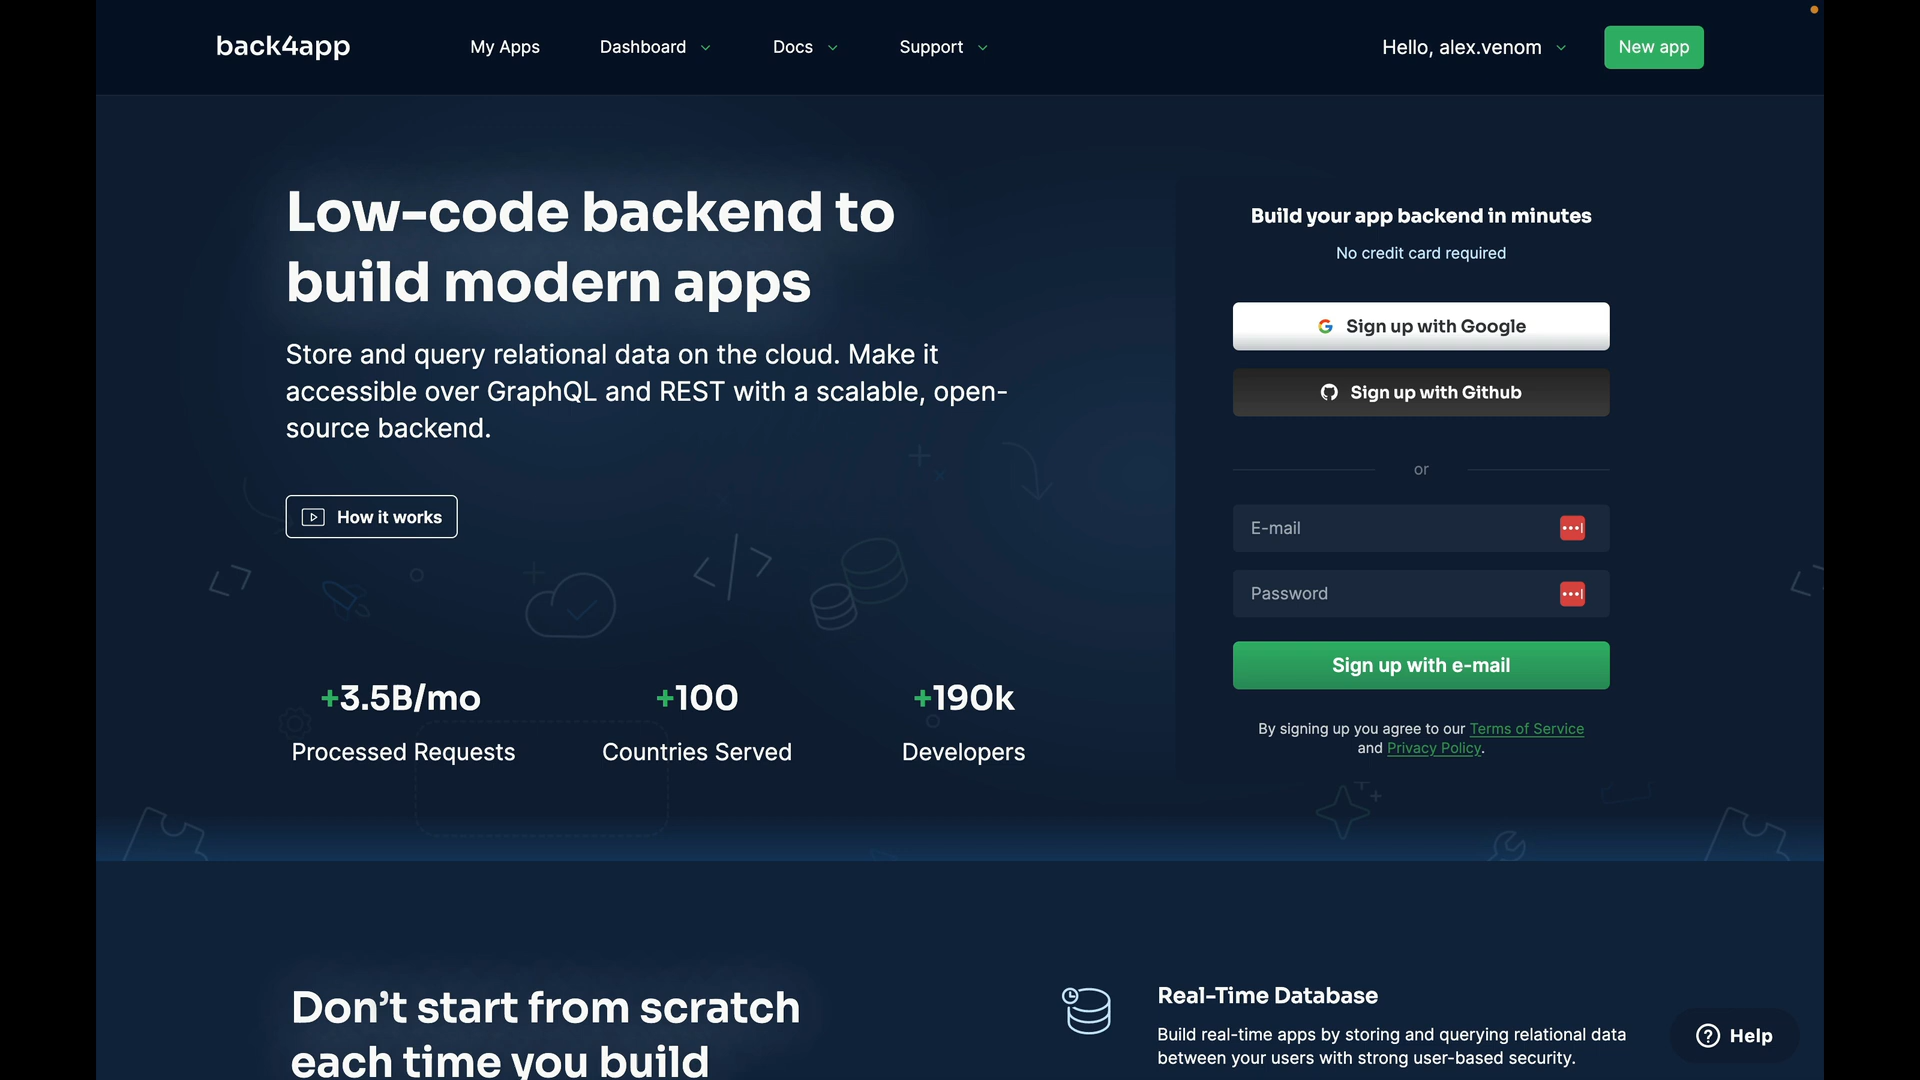 back4app
My Apps
Dashboard
Docs
Support
Hello, alex.venom
New app
Low-code backend to
build modern apps
Store and query relational data on the cloud. Make it
accessible over GraphQL and REST with a scalable, open-
source backend.
How it works
+3.5B/mo
Processed Requests
+100
Countries Served
+190k
Developers
Build your app backend in minutes
No credit card required
Sign up with Google
Sign up with Github
or
E-mail
Password
Sign up with e-mail
By signing up you agree to our Terms of Service
and Privacy Policy.
Don’t start from scratch
each time you build
Real-Time Database
Build real-time apps by storing and querying relational data
between your users with strong user-based security.
Help